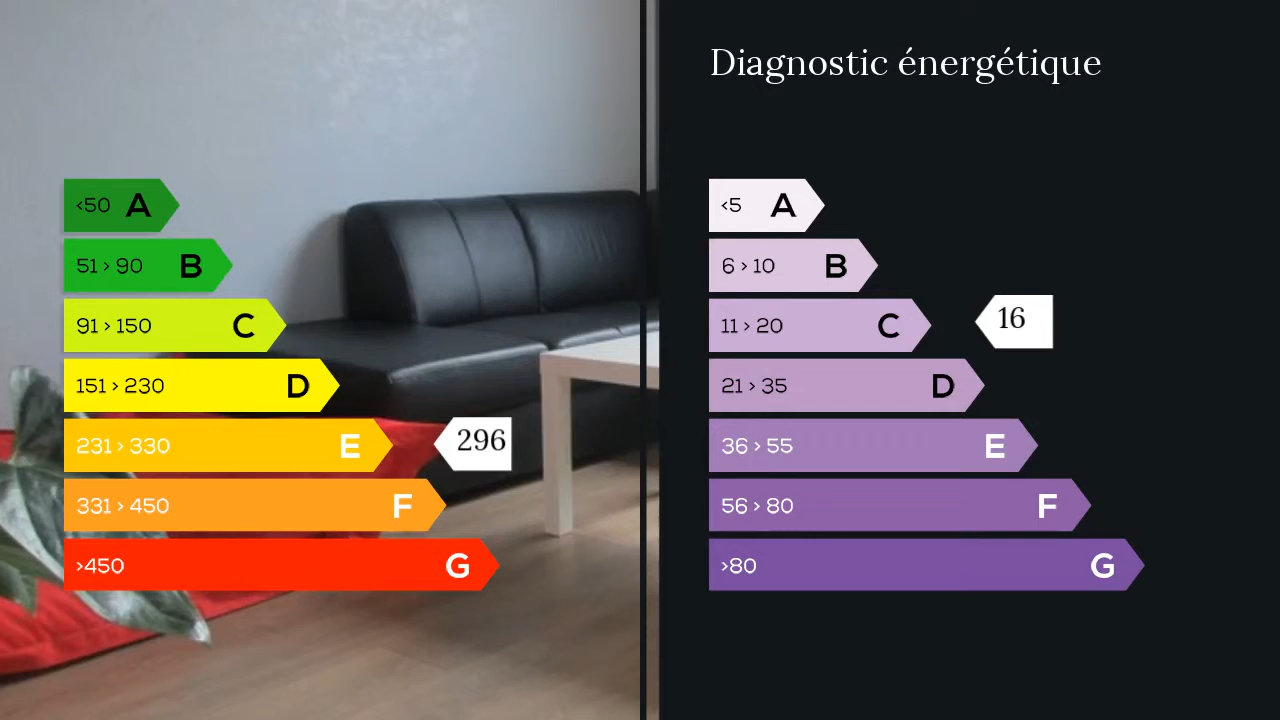 Diagnostic énergétique
<50 A
51 > 90 B
91 > 150 C
151 > 230 D
231 > 330 E
296
331 > 450 F
>450 G
<5 A
6 > 10 B
11 > 20 C
16
21 > 35 D
36 > 55 E
56 > 80 F
>80 G